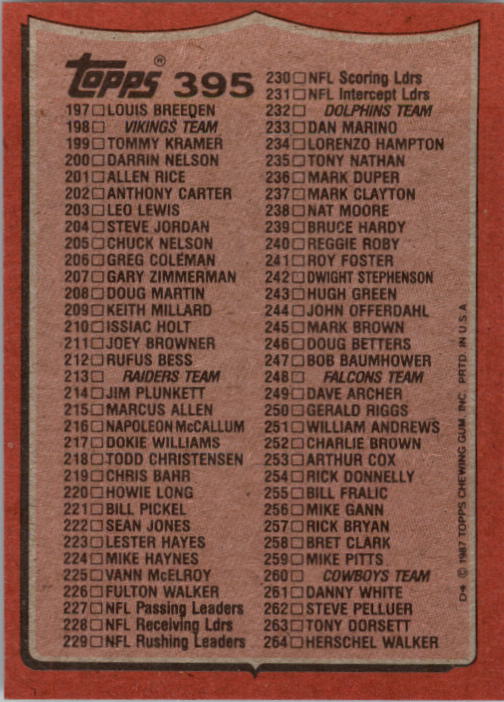 Topps® 395
197 □ LOUIS BREEDEN
198 □ VIKINGS TEAM
199 □ TOMMY KRAMER
200 □ DARRIN NELSON
201 □ ALLEN RICE
202 □ ANTHONY CARTER
203 □ LEO LEWIS
204 □ STEVE JORDAN
205 □ CHUCK NELSON
206 □ GREG COLEMAN
207 □ GARY ZIMMERMAN
208 □ DOUG MARTIN
209 □ KEITH MILLARD
210 □ ISSIAC HOLT
211 □ JOEY BROWNER
212 □ RUFUS BESS
213 □ RAIDERS TEAM
214 □ JIM PLUNKETT
215 □ MARCUS ALLEN
216 □ NAPOLEON McCALLUM
217 □ DOKIE WILLIAMS
218 □ TODD CHRISTENSEN
219 □ CHRIS BAHR
220 □ HOWIE LONG
221 □ BILL PICKEL
222 □ SEAN JONES
223 □ LESTER HAYES
224 □ MIKE HAYNES
225 □ VANN McELROY
226 □ FULTON WALKER
227 □ NFL Passing Leaders
228 □ NFL Receiving Ldrs
229 □ NFL Rushing Leaders
230 □ NFL Scoring Ldrs
231 □ NFL Intercept Ldrs
232 □ DOLPHINS TEAM
233 □ DAN MARINO
234 □ LORENZO HAMPTON
235 □ TONY NATHAN
236 □ MARK DUPER
237 □ MARK CLAYTON
238 □ NAT MOORE
239 □ BRUCE HARDY
240 □ REGGIE ROBY
241 □ ROY FOSTER
242 □ DWIGHT STEPHENSON
243 □ HUGH GREEN
244 □ JOHN OFFERDAHL
245 □ MARK BROWN
246 □ DOUG BETTERS
247 □ BOB BAUMHOWER
248 □ FALCONS TEAM
249 □ DAVE ARCHER
250 □ GERALD RIGGS
251 □ WILLIAM ANDREWS
252 □ CHARLIE BROWN
253 □ ARTHUR COX
254 □ RICK DONNELLY
255 □ BILL FRALIC
256 □ MIKE GANN
257 □ RICK BRYAN
258 □ BRET CLARK
259 □ MIKE PITTS
260 □ COWBOYS TEAM
261 □ DANNY WHITE
262 □ STEVE PELLUER
263 □ TONY DORSETT
264 □ HERSCHEL WALKER
D* © 1987 TOPPS CHEWING GUM, INC. PRTD. IN U.S.A.